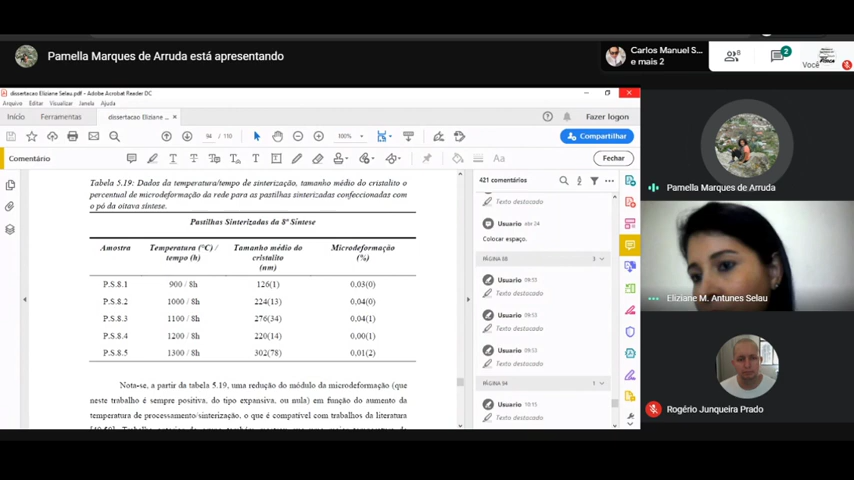 Pamella Marques de Arruda está apresentando
Carlos Manuel S...
e mais 2
8
2
Você
dissertacao Eliziane Selau.pdf - Adobe Acrobat Reader DC
Arquivo Editar Visualizar Janela Ajuda
Início Ferramentas dissertacao Eliziane ... × Fazer logon
94 / 110 100% Compartilhar
Comentário Fechar
Tabela 5.19: Dados da temperatura/tempo de sinterização, tamanho médio do cristalito o
percentual de microdeformação da rede para as pastilhas sinterizadas confeccionadas com
o pó da oitava síntese.
Pastilhas Sinterizadas da 8ª Síntese
Amostra Temperatura (°C) / tempo (h) Tamanho médio do cristalito (nm) Microdeformação (%)
P.S.8.1 900 / 8h 126(1) 0,03(0)
P.S.8.2 1000 / 8h 224(13) 0,04(0)
P.S.8.3 1100 / 8h 276(34) 0,04(1)
P.S.8.4 1200 / 8h 220(14) 0,00(1)
P.S.8.5 1300 / 8h 302(78) 0,01(2)
Nota-se, a partir da tabela 5.19, uma redução do módulo da microdeformação (que
neste trabalho é sempre positiva, do tipo expansiva, ou nula) em função do aumento da
temperatura de processamento/sinterização, o que é compatível com trabalhos da literatura
421 comentários
Texto destacado
Usuario abr 24
Colocar espaço.
PÁGINA 88 3
Usuario 09:53
Texto destacado
Usuario 09:53
Texto destacado
Usuario 09:53
Texto destacado
PÁGINA 94 1
Usuario 10:15
Texto destacado
Pamella Marques de Arruda
Eliziane M. Antunes Selau
Rogério Junqueira Prado